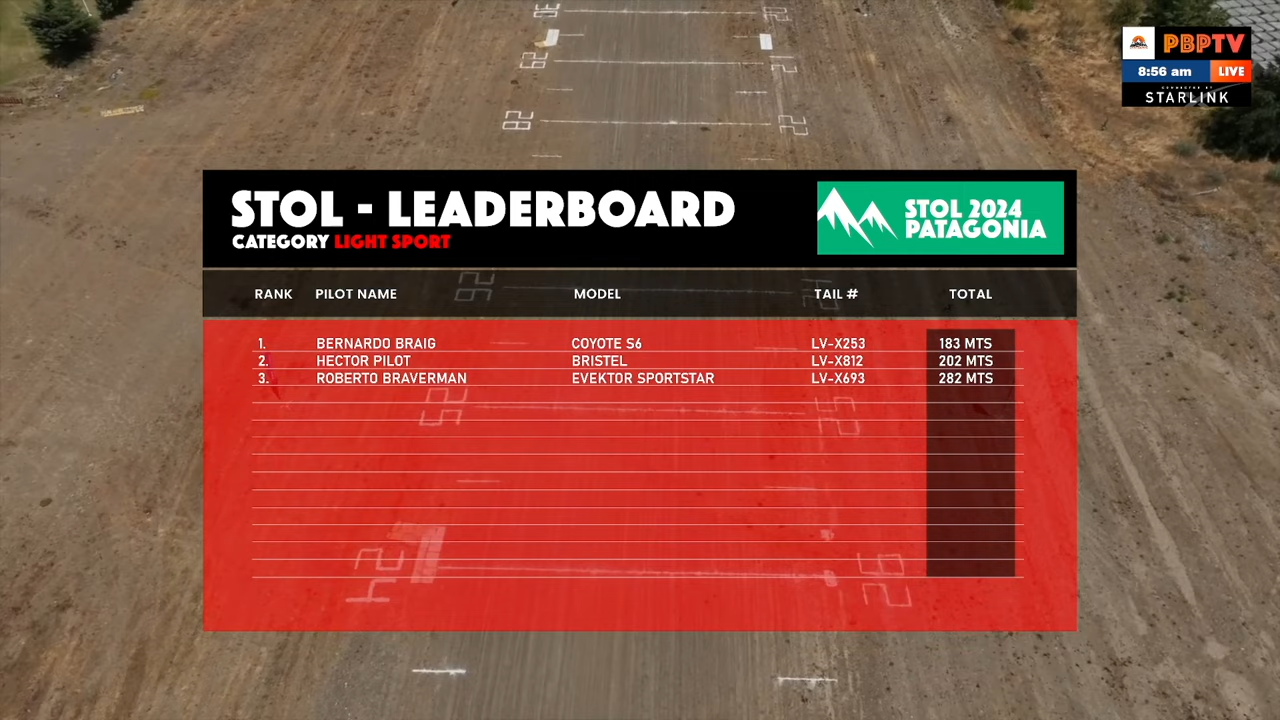 PBPTV
8:56 am LIVE
STARLINK
STOL - LEADERBOARD
CATEGORY LIGHT SPORT
STOL 2024
PATAGONIA
RANK PILOT NAME MODEL TAIL # TOTAL
1. BERNARDO BRAIG COYOTE S6 LV-X253 183 MTS
2. HECTOR PILOT BRISTEL LV-X812 202 MTS
3. ROBERTO BRAVERMAN EVEKTOR SPORTSTAR LV-X693 282 MTS